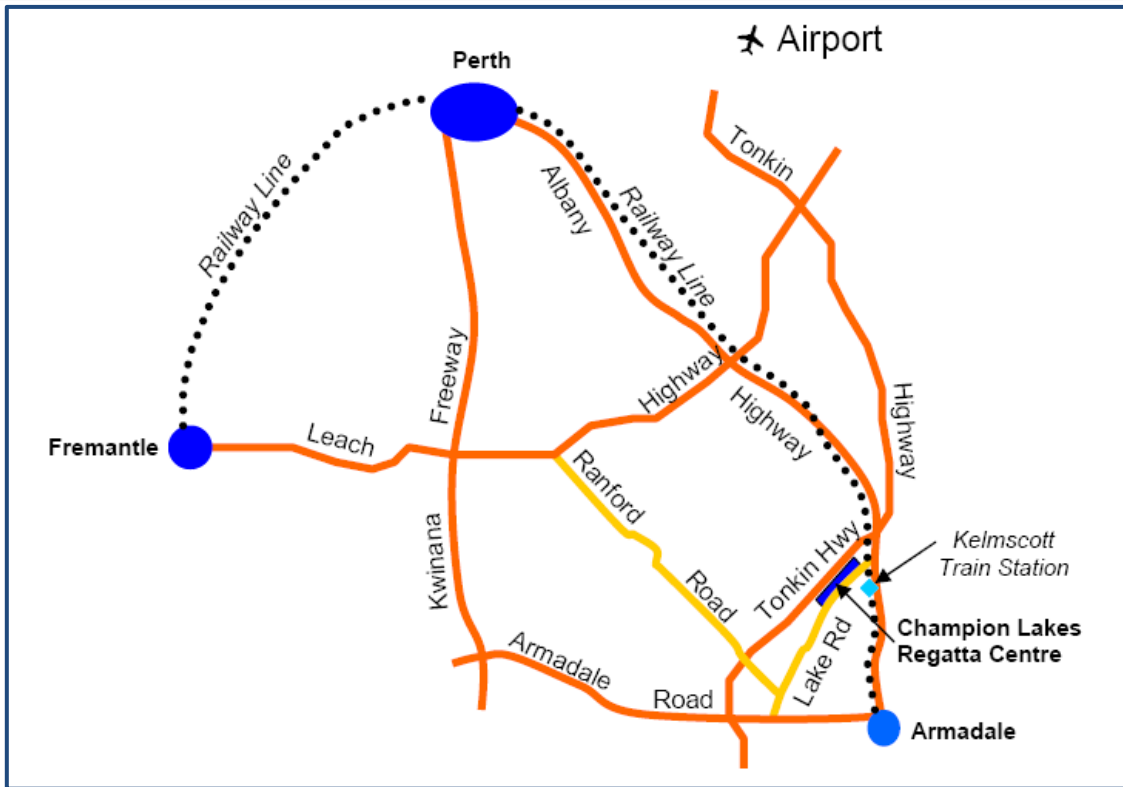 Airport
Perth
Tonkin
Albany
Railway Line
Railway Line
Highway
Highway
Highway
Freeway
Leach
Fremantle
Ranford
Kwinana
Tonkin Hwy
Kelmscott
Train Station
Road
Champion Lakes
Regatta Centre
Lake Rd
Armadale
Road
Armadale